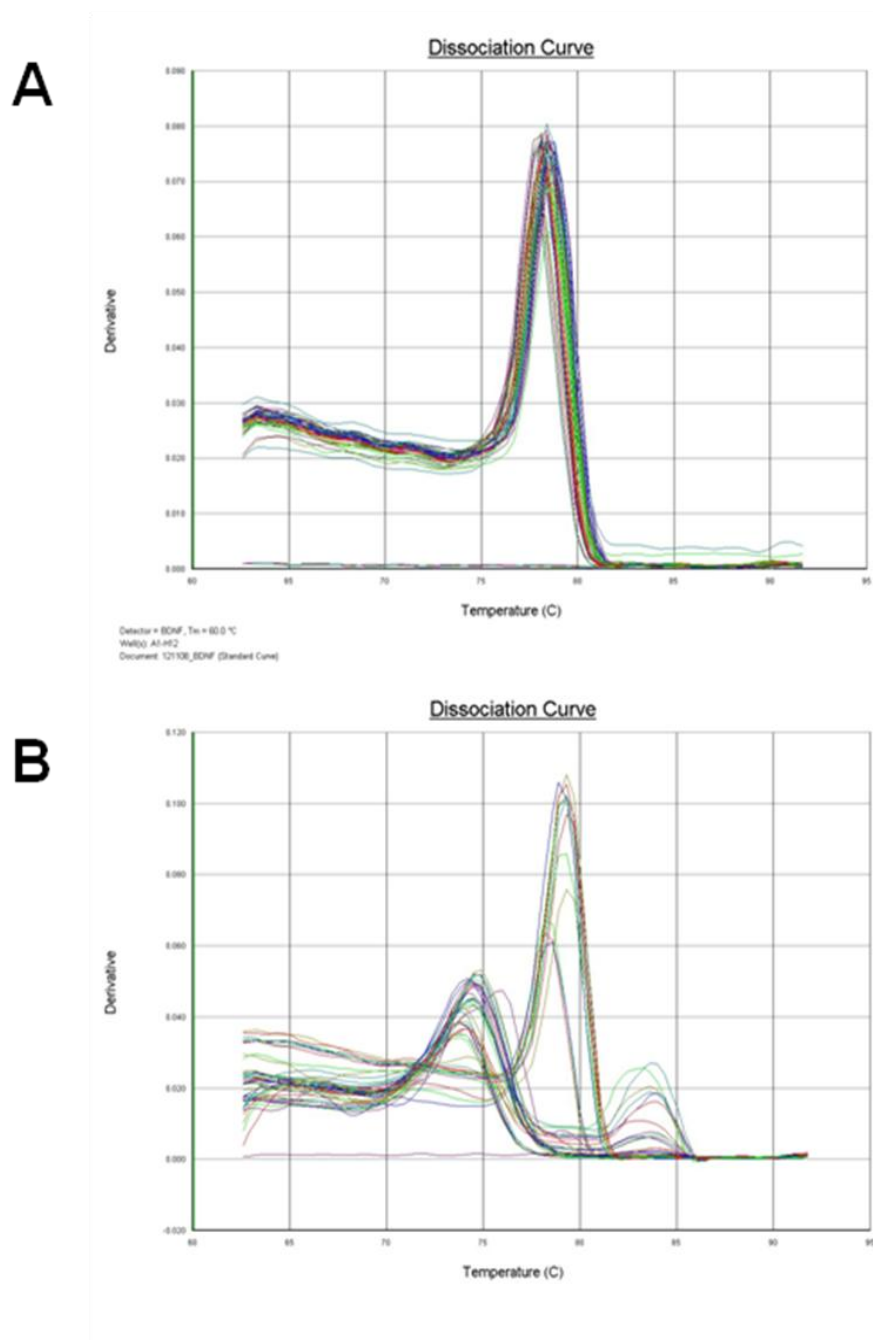 A
Dissociation Curve
0.090
0.080
0.070
0.060
0.050
0.040
0.030
0.020
0.010
0.000
60 65 70 75 80 85 90 95
Derivative
Temperature (C)
Detector = BDNF, Tm = 60.0 °C
Well(s): A1-H12
Document: 121108_BDNF (Standard Curve)
B
Dissociation Curve
0.120
0.100
0.080
0.060
0.040
0.020
0.000
-0.020
60 65 70 75 80 85 90 95
Derivative
Temperature (C)